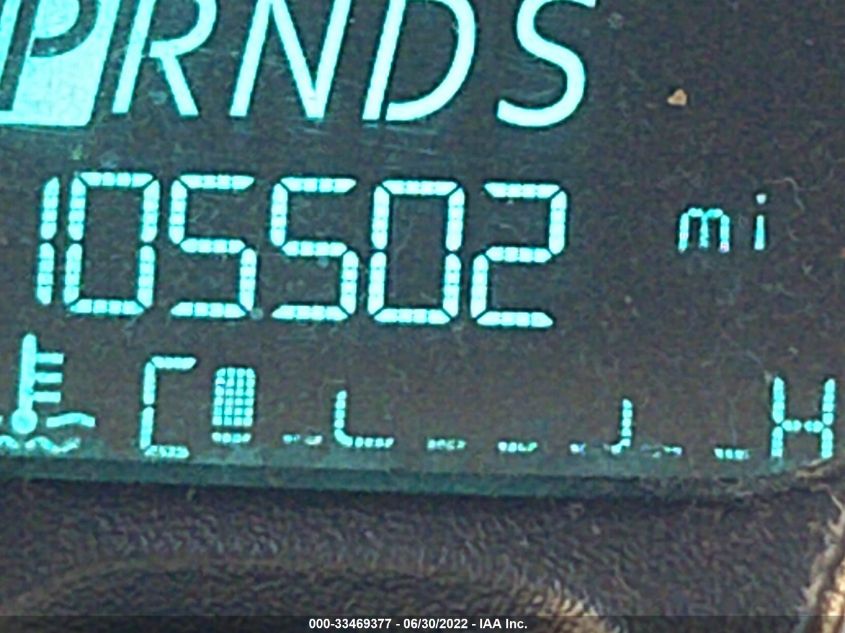 PRNDS
105502 mi
C H
000-33469377 - 06/30/2022 - IAA Inc.